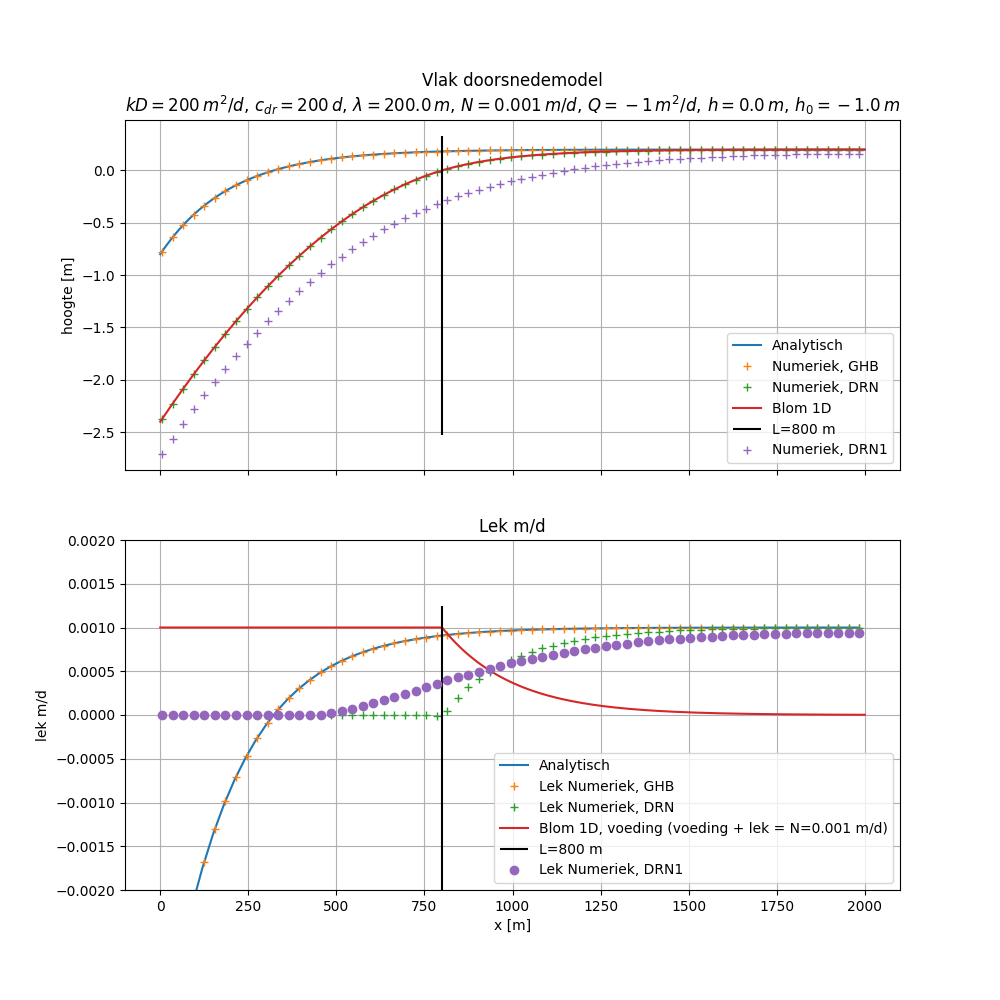 Vlak doorsnedemodel
kD = 200 m²/d, c_dr = 200 d, λ = 200.0 m, N = 0.001 m/d, Q = −1 m²/d, h = 0.0 m, h₀ = −1.0 m
0.0
−0.5
−1.0
−1.5
−2.0
−2.5
hoogte [m]
Analytisch
Numeriek, GHB
Numeriek, DRN
Blom 1D
L=800 m
Numeriek, DRN1
Lek m/d
0.0020
0.0015
0.0010
0.0005
0.0000
−0.0005
−0.0010
−0.0015
−0.0020
lek m/d
Analytisch
Lek Numeriek, GHB
Lek Numeriek, DRN
Blom 1D, voeding (voeding + lek = N=0.001 m/d)
L=800 m
Lek Numeriek, DRN1
0 250 500 750 1000 1250 1500 1750 2000
x [m]